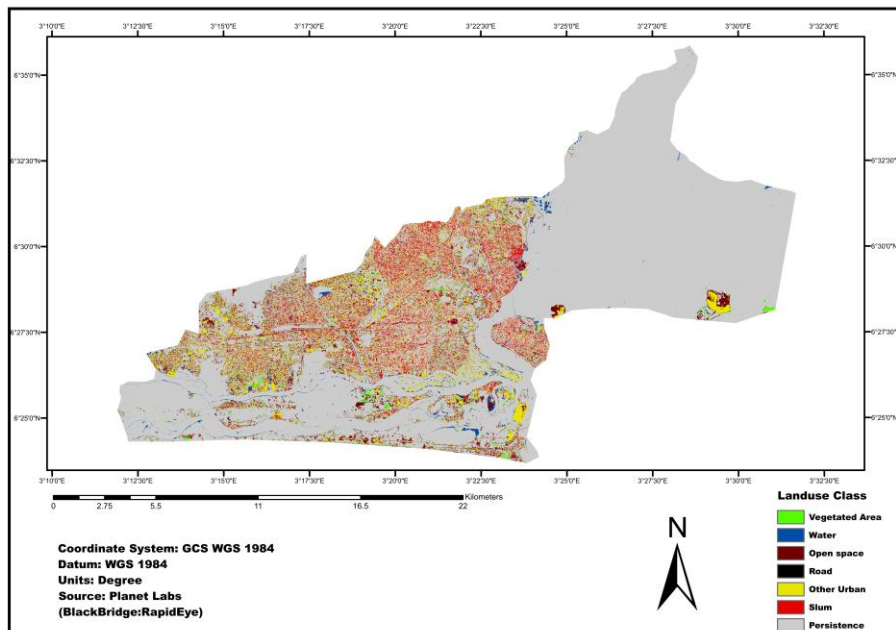 3°10'0"E 3°12'30"E 3°15'0"E 3°17'30"E 3°20'0"E 3°22'30"E 3°25'0"E 3°27'30"E 3°30'0"E 3°32'30"E
6°35'0"N 6°35'0"N
6°32'30"N 6°32'30"N
6°30'0"N 6°30'0"N
6°27'30"N 6°27'30"N
6°25'0"N 6°25'0"N
3°10'0"E 3°12'30"E 3°15'0"E 3°17'30"E 3°20'0"E 3°22'30"E 3°25'0"E 3°27'30"E 3°30'0"E 3°32'30"E
Kilometers
0 2.75 5.5 11 16.5 22
Coordinate System: GCS WGS 1984
Datum: WGS 1984
Units: Degree
Source: Planet Labs
(BlackBridge:RapidEye)
N
Landuse Class
Vegetated Area
Water
Open space
Road
Other Urban
Slum
Persistence